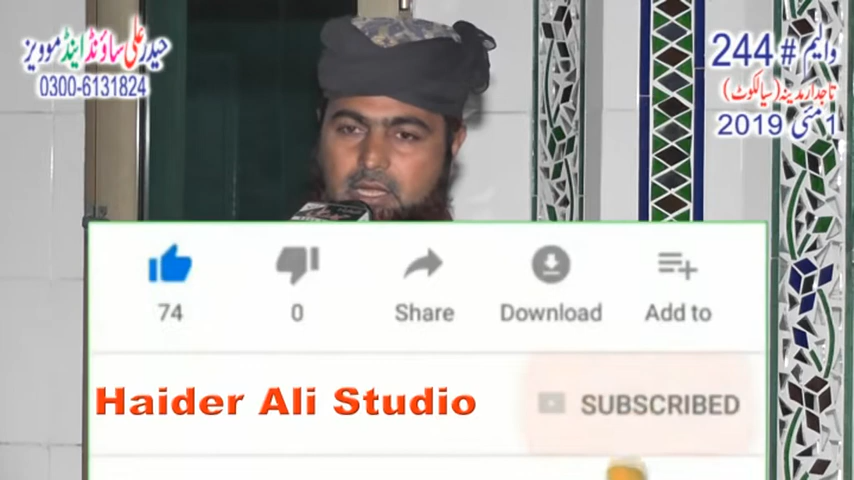 حیدر علی ساؤنڈ اینڈ موویز
0300-6131824
والیم # 244
تاجدار مدینہ (سیالکوٹ)
1 مئی 2019
74
0
Share
Download
Add to
Haider Ali Studio
SUBSCRIBED